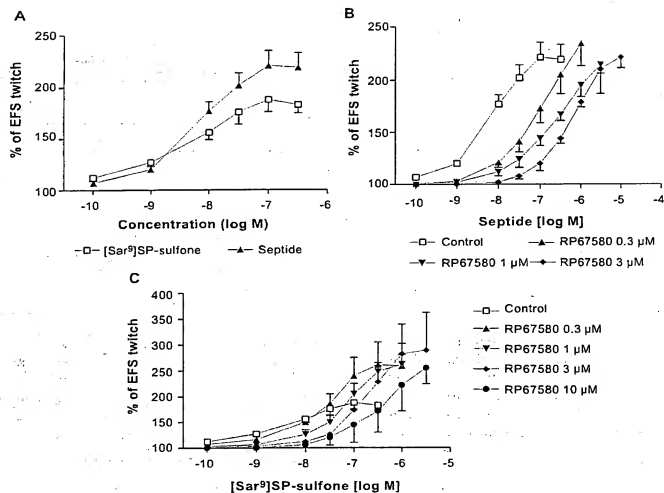 A
% of EFS twitch
250
200
150
100
-10 -9 -8 -7 -6
Concentration (log M)
[Sar⁹]SP-sulfone
Septide
B
% of EFS twitch
250
200
150
100
-10 -9 -8 -7 -6 -5 -4
Septide [log M]
Control
RP67580 0.3 µM
RP67580 1 µM
RP67580 3 µM
C
% of EFS twitch
400
350
300
250
200
150
100
-10 -9 -8 -7 -6 -5
[Sar⁹]SP-sulfone [log M]
Control
RP67580 0.3 µM
RP67580 1 µM
RP67580 3 µM
RP67580 10 µM